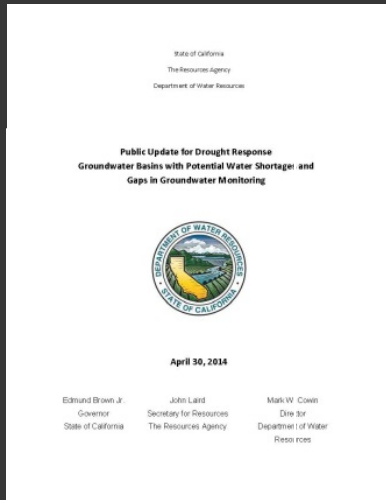 State of California
The Resources Agency
Department of Water Resources
Public Update for Drought Response
Groundwater Basins with Potential Water Shortages and
Gaps in Groundwater Monitoring
DEPARTMENT OF WATER RESOURCES
STATE OF CALIFORNIA
April 30, 2014
Edmund Brown Jr.
Governor
State of California
John Laird
Secretary for Resources
The Resources Agency
Mark W. Cowin
Director
Department of Water
Resources